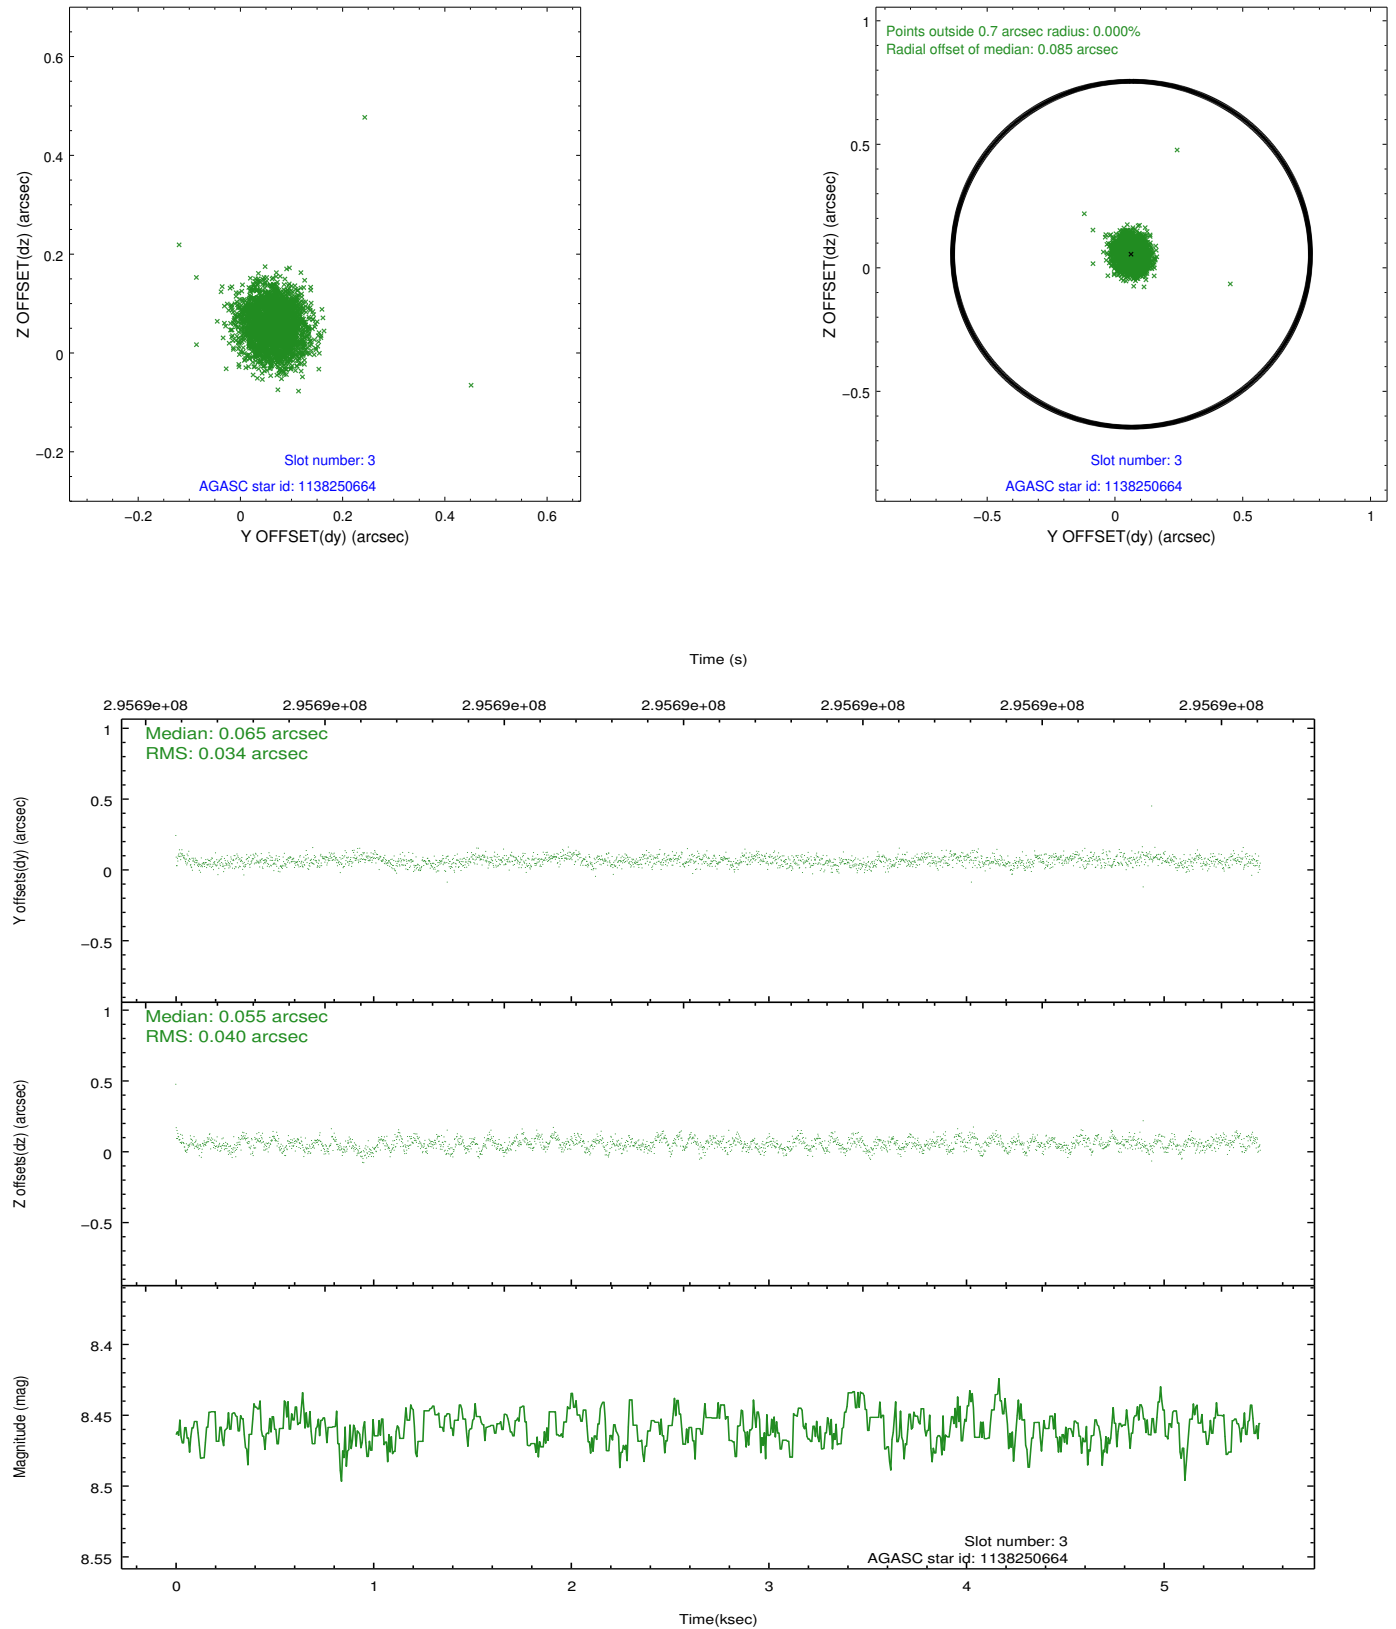 0.6
0.4
0.2
0
−0.2
Z OFFSET(dz) (arcsec)
Slot number: 3
AGASC star id: 1138250664
−0.2 0 0.2 0.4 0.6
Y OFFSET(dy) (arcsec)
Points outside 0.7 arcsec radius: 0.000%
Radial offset of median: 0.085 arcsec
1
0.5
0
−0.5
Z OFFSET(dz) (arcsec)
Slot number: 3
AGASC star id: 1138250664
−0.5 0 0.5 1
Y OFFSET(dy) (arcsec)
Time (s)
2.9569e+08 2.9569e+08 2.9569e+08 2.9569e+08 2.9569e+08 2.9569e+08 2.9569e+08
Median: 0.065 arcsec
RMS: 0.034 arcsec
1
0.5
0
−0.5
Y offsets(dy) (arcsec)
Median: 0.055 arcsec
RMS: 0.040 arcsec
1
0.5
0
−0.5
Z offsets(dz) (arcsec)
8.4
8.45
8.5
8.55
Magnitude (mag)
Slot number: 3
AGASC star id: 1138250664
0 1 2 3 4 5
Time(ksec)